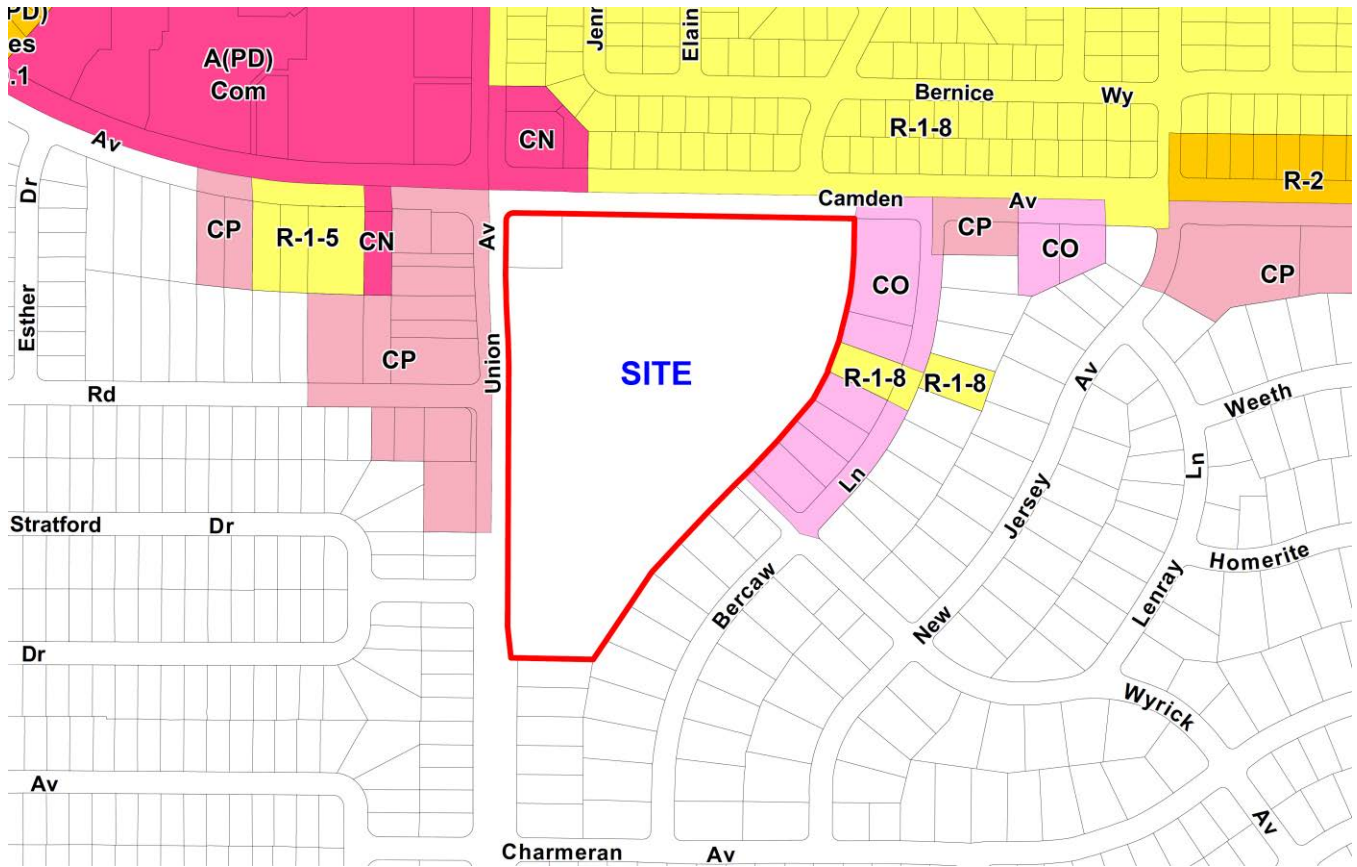 PD)
es
.1
A(PD)
Com
Jenn
Elain
Bernice Wy
R-1-8
CN
R-2
Av
Dr
Esther
CP
R-1-5
CN
Av
Camden Av
CP
CO
CO
CP
CP
Union
SITE
R-1-8
R-1-8
Av
Weeth
Rd
Ln
Ln
Jersey
Stratford Dr
Homerite
Bercaw
New
Lenray
Dr
Wyrick
Av
Av
Charmeran Av